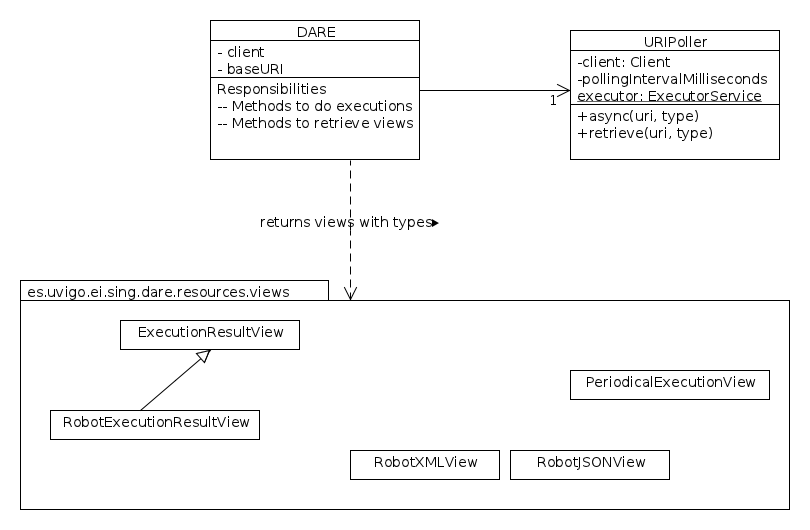 DARE
- client
- baseURI
Responsibilities
-- Methods to do executions
-- Methods to retrieve views
1
URIPoller
-client: Client
-pollingIntervalMilliseconds
executor: ExecutorService
+async(uri, type)
+retrieve(uri, type)
returns views with types
es.uvigo.ei.sing.dare.resources.views
ExecutionResultView
PeriodicalExecutionView
RobotExecutionResultView
RobotXMLView
RobotJSONView